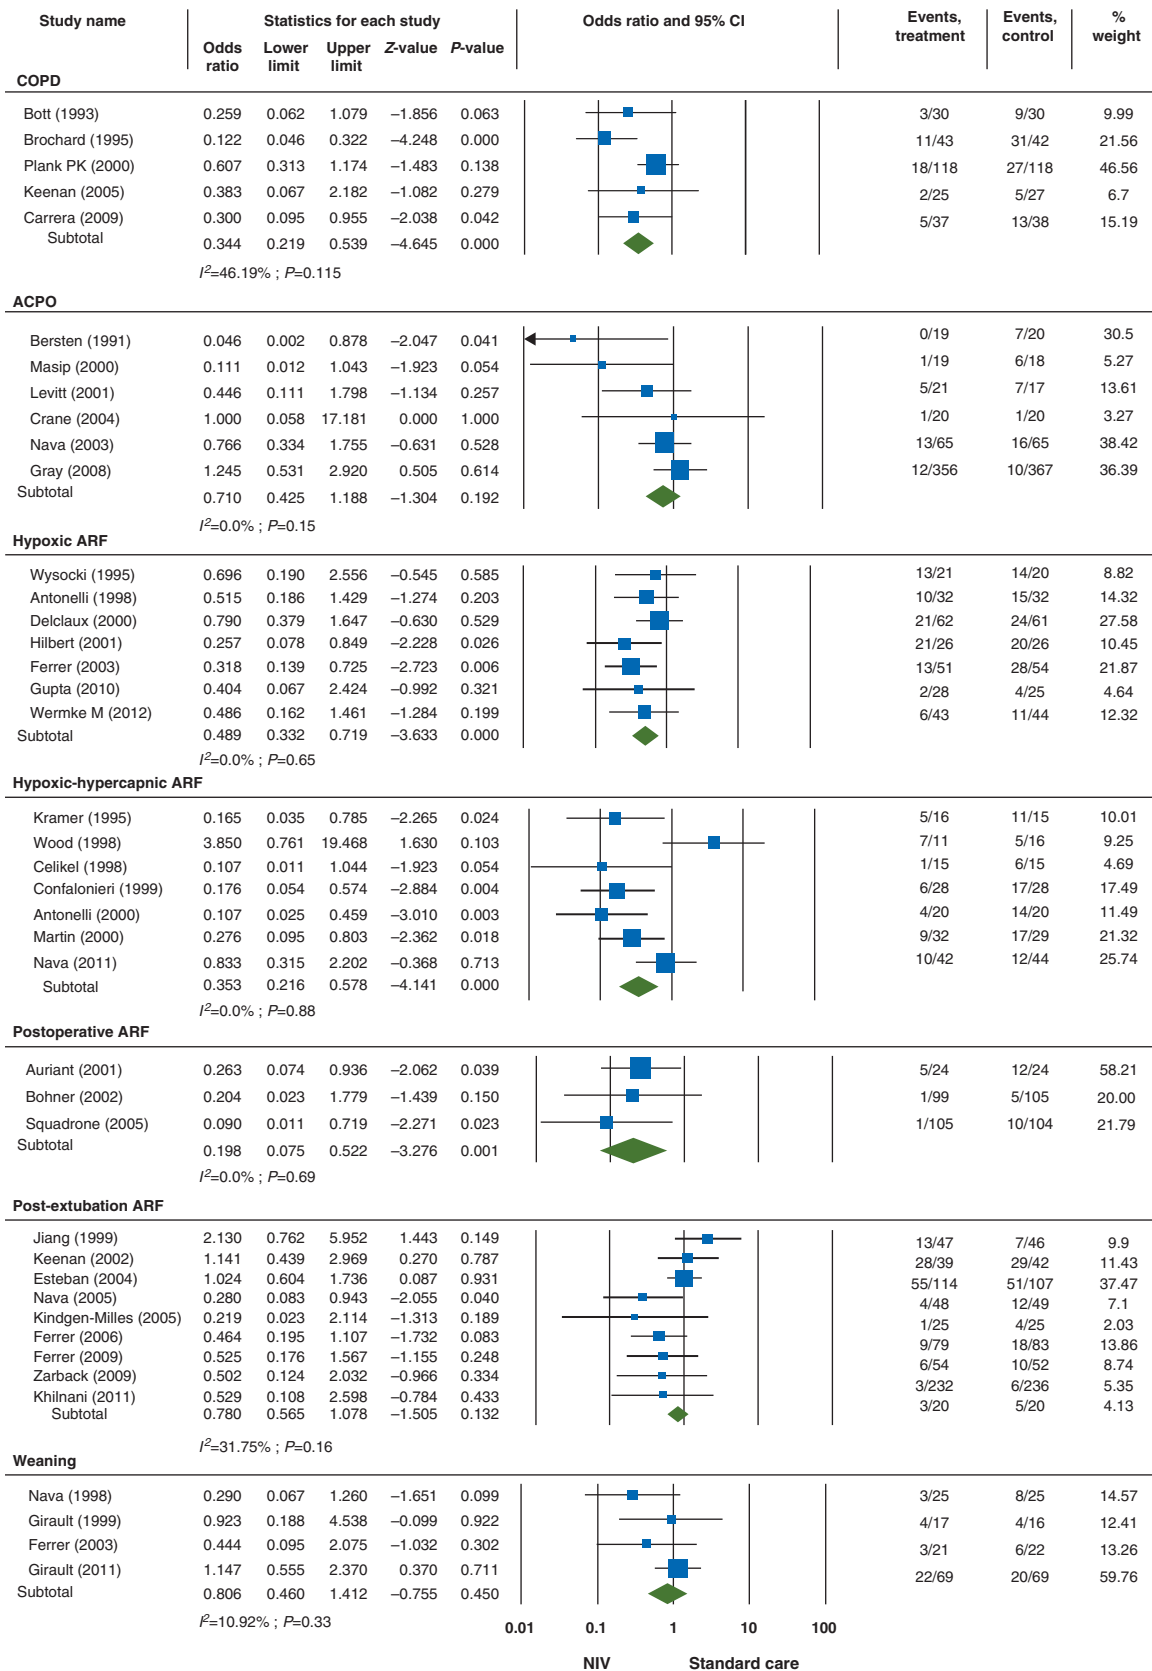 Study name Statistics for each study Odds ratio and 95% CI Events, treatment Events, control % weight
Odds ratio Lower limit Upper limit Z-value P-value
COPD
Bott (1993) 0.259 0.062 1.079 –1.856 0.063 3/30 9/30 9.99
Brochard (1995) 0.122 0.046 0.322 –4.248 0.000 11/43 31/42 21.56
Plank PK (2000) 0.607 0.313 1.174 –1.483 0.138 18/118 27/118 46.56
Keenan (2005) 0.383 0.067 2.182 –1.082 0.279 2/25 5/27 6.7
Carrera (2009) 0.300 0.095 0.955 –2.038 0.042 5/37 13/38 15.19
Subtotal 0.344 0.219 0.539 –4.645 0.000
I²=46.19% ; P=0.115
ACPO
Bersten (1991) 0.046 0.002 0.878 –2.047 0.041 0/19 7/20 30.5
Masip (2000) 0.111 0.012 1.043 –1.923 0.054 1/19 6/18 5.27
Levitt (2001) 0.446 0.111 1.798 –1.134 0.257 5/21 7/17 13.61
Crane (2004) 1.000 0.058 17.181 0.000 1.000 1/20 1/20 3.27
Nava (2003) 0.766 0.334 1.755 –0.631 0.528 13/65 16/65 38.42
Gray (2008) 1.245 0.531 2.920 0.505 0.614 12/356 10/367 36.39
Subtotal 0.710 0.425 1.188 –1.304 0.192
I²=0.0% ; P=0.15
Hypoxic ARF
Wysocki (1995) 0.696 0.190 2.556 –0.545 0.585 13/21 14/20 8.82
Antonelli (1998) 0.515 0.186 1.429 –1.274 0.203 10/32 15/32 14.32
Delclaux (2000) 0.790 0.379 1.647 –0.630 0.529 21/62 24/61 27.58
Hilbert (2001) 0.257 0.078 0.849 –2.228 0.026 21/26 20/26 10.45
Ferrer (2003) 0.318 0.139 0.725 –2.723 0.006 13/51 28/54 21.87
Gupta (2010) 0.404 0.067 2.424 –0.992 0.321 2/28 4/25 4.64
Wermke M (2012) 0.486 0.162 1.461 –1.284 0.199 6/43 11/44 12.32
Subtotal 0.489 0.332 0.719 –3.633 0.000
I²=0.0% ; P=0.65
Hypoxic-hypercapnic ARF
Kramer (1995) 0.165 0.035 0.785 –2.265 0.024 5/16 11/15 10.01
Wood (1998) 3.850 0.761 19.468 1.630 0.103 7/11 5/16 9.25
Celikel (1998) 0.107 0.011 1.044 –1.923 0.054 1/15 6/15 4.69
Confalonieri (1999) 0.176 0.054 0.574 –2.884 0.004 6/28 17/28 17.49
Antonelli (2000) 0.107 0.025 0.459 –3.010 0.003 4/20 14/20 11.49
Martin (2000) 0.276 0.095 0.803 –2.362 0.018 9/32 17/29 21.32
Nava (2011) 0.833 0.315 2.202 –0.368 0.713 10/42 12/44 25.74
Subtotal 0.353 0.216 0.578 –4.141 0.000
I²=0.0% ; P=0.88
Postoperative ARF
Auriant (2001) 0.263 0.074 0.936 –2.062 0.039 5/24 12/24 58.21
Bohner (2002) 0.204 0.023 1.779 –1.439 0.150 1/99 5/105 20.00
Squadrone (2005) 0.090 0.011 0.719 –2.271 0.023 1/105 10/104 21.79
Subtotal 0.198 0.075 0.522 –3.276 0.001
I²=0.0% ; P=0.69
Post-extubation ARF
Jiang (1999) 2.130 0.762 5.952 1.443 0.149 13/47 7/46 9.9
Keenan (2002) 1.141 0.439 2.969 0.270 0.787 28/39 29/42 11.43
Esteban (2004) 1.024 0.604 1.736 0.087 0.931 55/114 51/107 37.47
Nava (2005) 0.280 0.083 0.943 –2.055 0.040 4/48 12/49 7.1
Kindgen-Milles (2005) 0.219 0.023 2.114 –1.313 0.189 1/25 4/25 2.03
Ferrer (2006) 0.464 0.195 1.107 –1.732 0.083 9/79 18/83 13.86
Ferrer (2009) 0.525 0.176 1.567 –1.155 0.248 6/54 10/52 8.74
Zarback (2009) 0.502 0.124 2.032 –0.966 0.334 3/232 6/236 5.35
Khilnani (2011) 0.529 0.108 2.598 –0.784 0.433 3/20 5/20 4.13
Subtotal 0.780 0.565 1.078 –1.505 0.132
I²=31.75% ; P=0.16
Weaning
Nava (1998) 0.290 0.067 1.260 –1.651 0.099 3/25 8/25 14.57
Girault (1999) 0.923 0.188 4.538 –0.099 0.922 4/17 4/16 12.41
Ferrer (2003) 0.444 0.095 2.075 –1.032 0.302 3/21 6/22 13.26
Girault (2011) 1.147 0.555 2.370 0.370 0.711 22/69 20/69 59.76
Subtotal 0.806 0.460 1.412 –0.755 0.450
I²=10.92% ; P=0.33
0.01 0.1 1 10 100
NIV Standard care